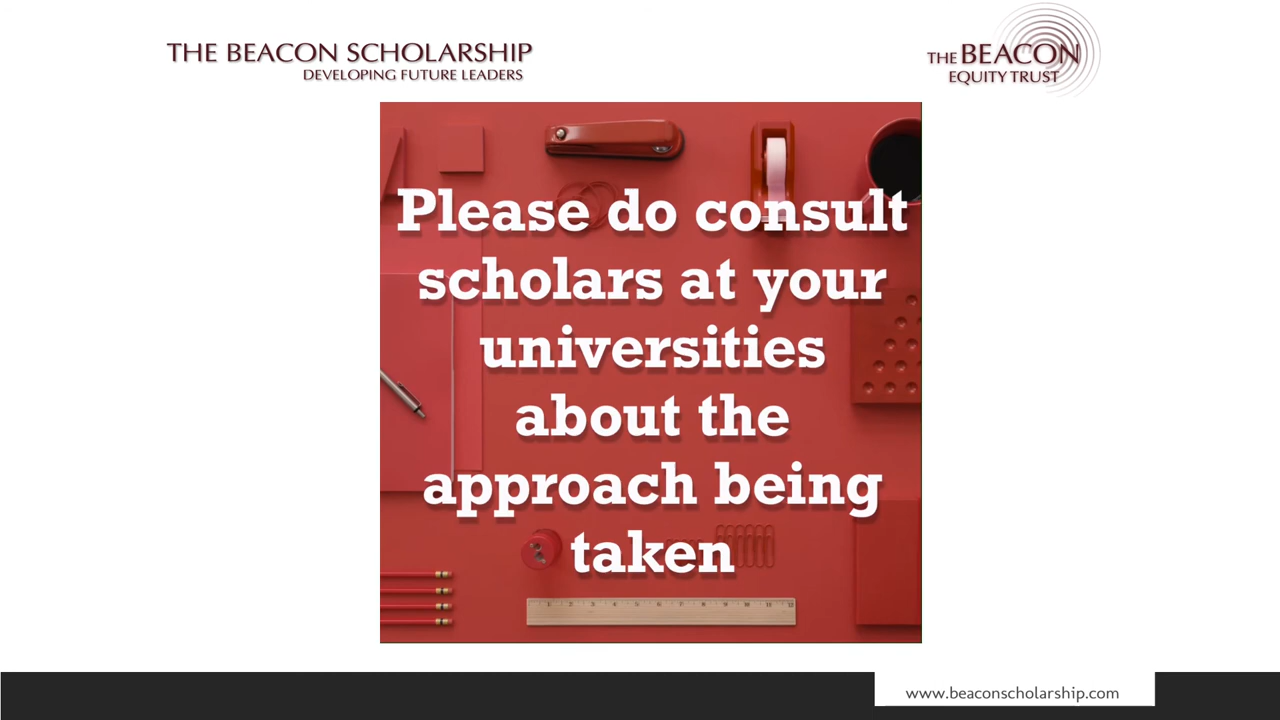 THE BEACON SCHOLARSHIP
DEVELOPING FUTURE LEADERS
THE BEACON
EQUITY TRUST
Please do consult
scholars at your
universities
about the
approach being
taken
www.beaconscholarship.com